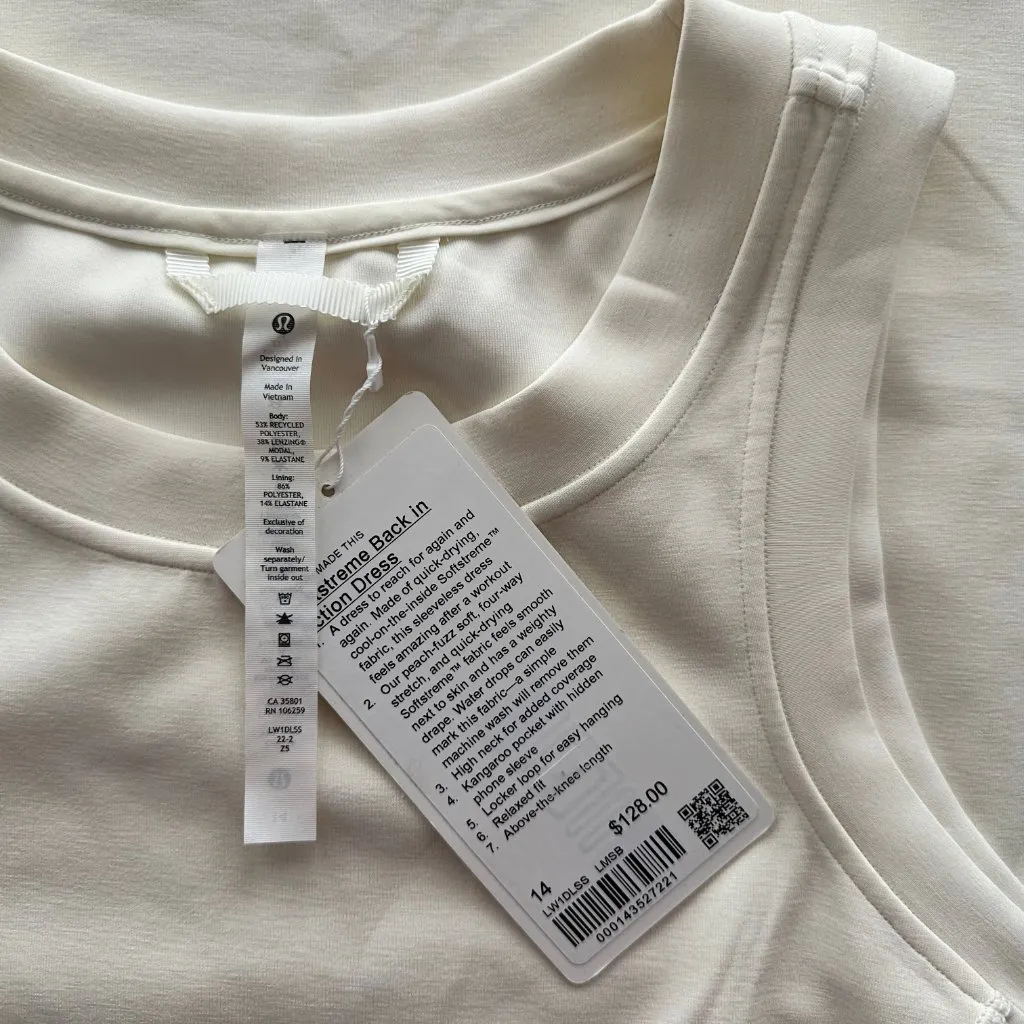 Designed in
Vancouver
Made in
Vietnam
Body:
53% RECYCLED
POLYESTER,
38% LENZING®
MODAL,
9% ELASTANE
Lining:
86%
POLYESTER,
14% ELASTANE
Exclusive of
decoration
Wash
separately/
Turn garment
inside out
CA 35801
RN 106259
LW1DLSS
22-2
Z5
MADE THIS
streme Back in
ction Dress
1. A dress to reach for again and
again. Made of quick-drying,
cool-on-the-inside Softstreme™
fabric, this sleeveless dress
feels amazing after a workout
2. Our peach-fuzz soft, four-way
stretch, and quick-drying
Softstreme™ fabric feels smooth
next to skin and has a weighty
drape. Water drops can easily
mark this fabric—a simple
machine wash will remove them
3. High neck for added coverage
4. Kangaroo pocket with hidden
phone sleeve
5. Locker loop for easy hanging
6. Relaxed fit
7. Above-the-knee length
$128.00
14
LW1DLSS LMSB
000143527221